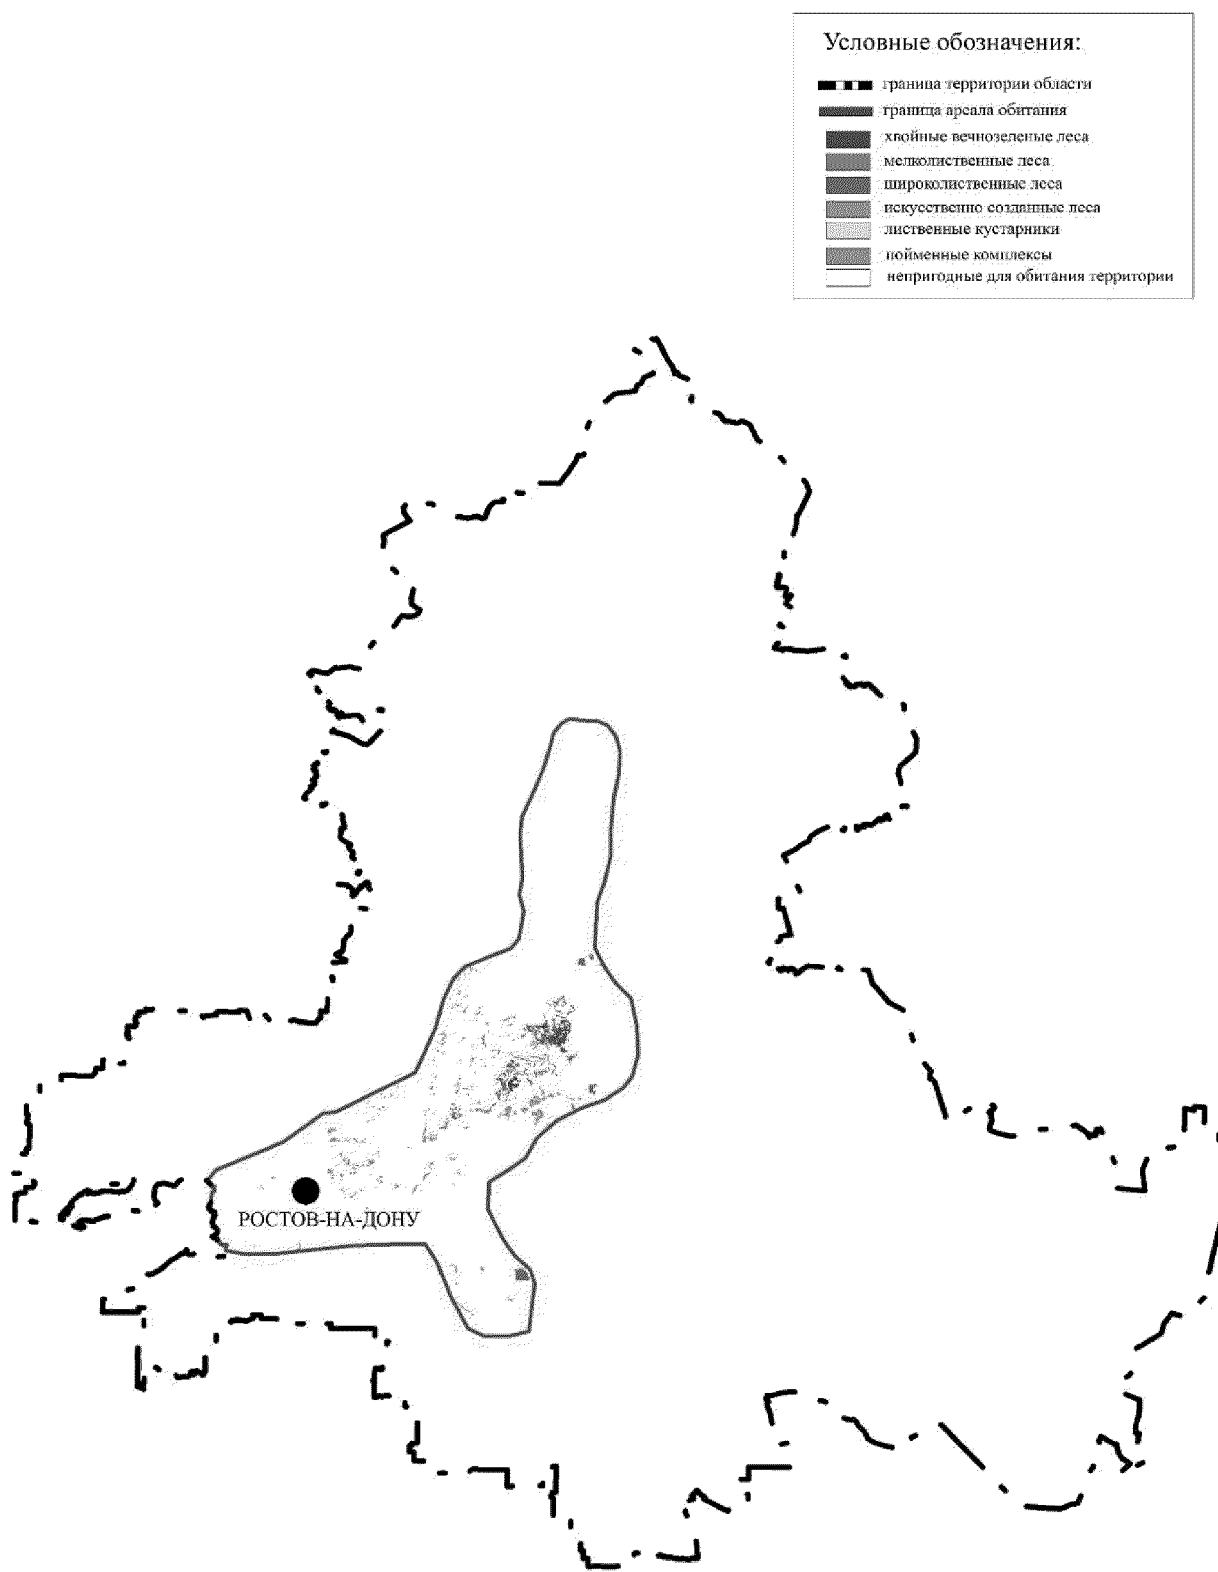 Условные обозначения:
граница территории области
граница ареала обитания
хвойные вечнозеленые леса
мелколиственные леса
широколиственные леса
искусственно созданные леса
лиственные кустарники
пойменные комплексы
непригодные для обитания территории
РОСТОВ-НА-ДОНУ